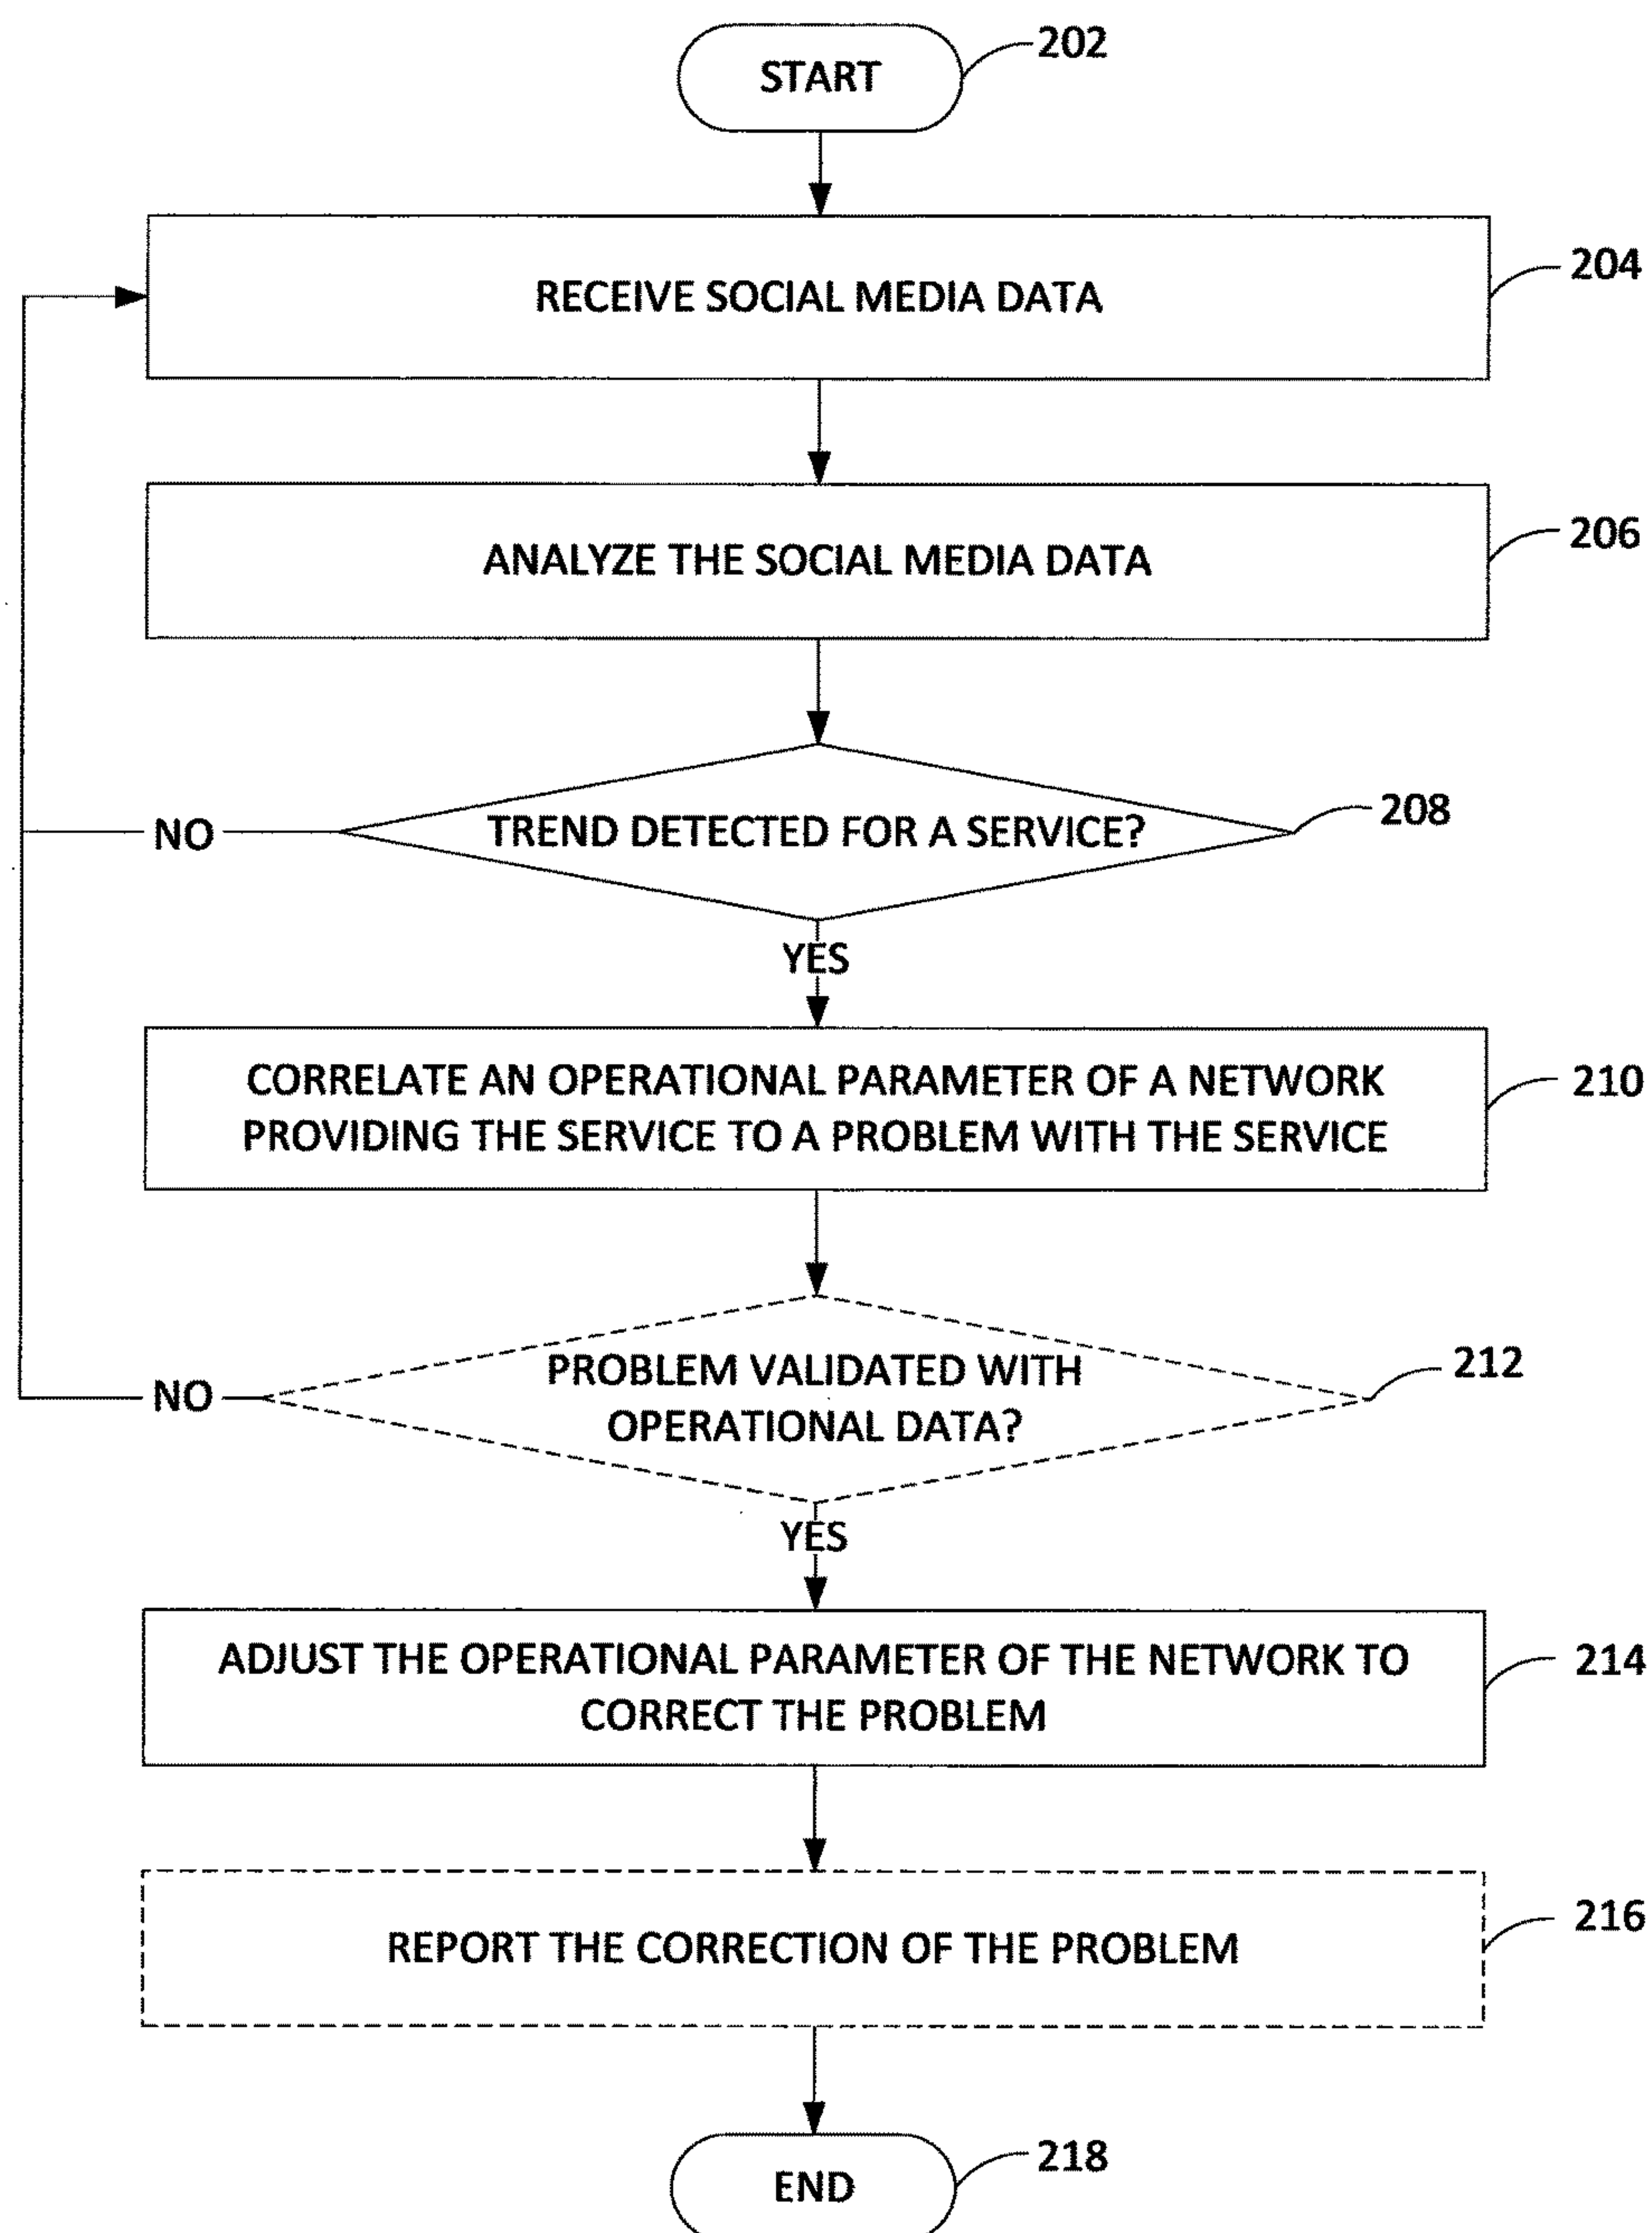 START
202
RECEIVE SOCIAL MEDIA DATA
204
ANALYZE THE SOCIAL MEDIA DATA
206
NO
TREND DETECTED FOR A SERVICE?
208
YES
CORRELATE AN OPERATIONAL PARAMETER OF A NETWORK
PROVIDING THE SERVICE TO A PROBLEM WITH THE SERVICE
210
NO
PROBLEM VALIDATED WITH
OPERATIONAL DATA?
212
YES
ADJUST THE OPERATIONAL PARAMETER OF THE NETWORK TO
CORRECT THE PROBLEM
214
REPORT THE CORRECTION OF THE PROBLEM
216
END
218